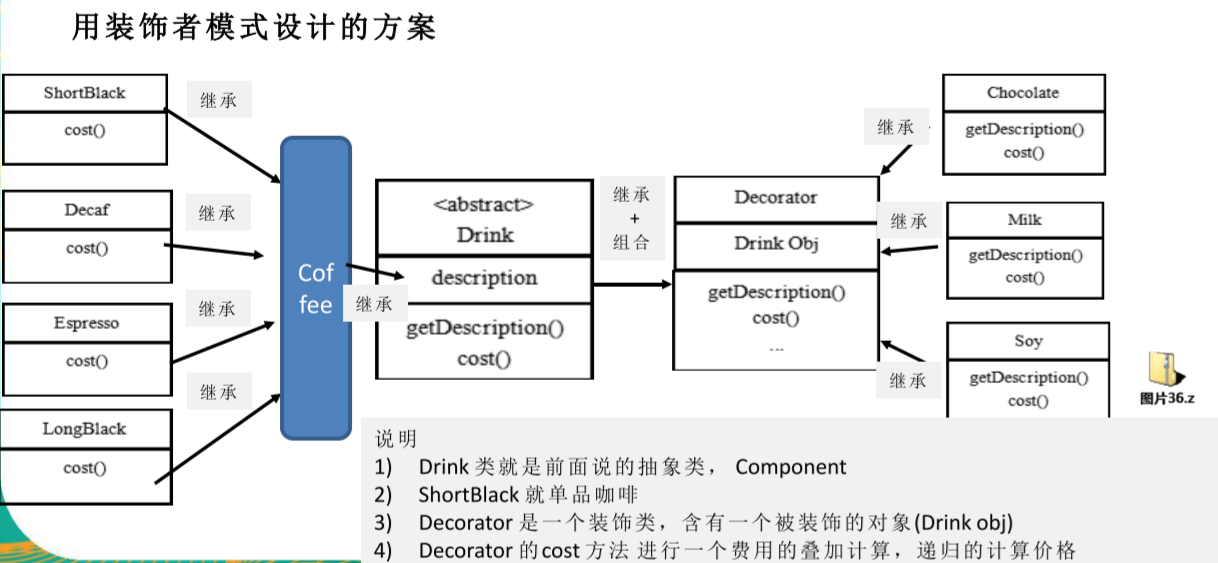 用装饰者模式设计的方案
ShortBlack
cost()
继承
Decaf
cost()
继承
Espresso
cost()
继承
LongBlack
cost()
继承
Cof
fee
继承
<abstract>
Drink
description
getDescription()
cost()
继承
+
组合
Decorator
Drink Obj
getDescription()
cost()
...
继承
Chocolate
getDescription()
cost()
继承
Milk
getDescription()
cost()
继承
Soy
getDescription()
cost()
图片36.z
说明
1) Drink 类就是前面说的抽象类， Component
2) ShortBlack 就单品咖啡
3) Decorator 是一个装饰类，含有一个被装饰的对象(Drink obj)
4) Decorator 的cost 方法 进行一个费用的叠加计算，递归的计算价格